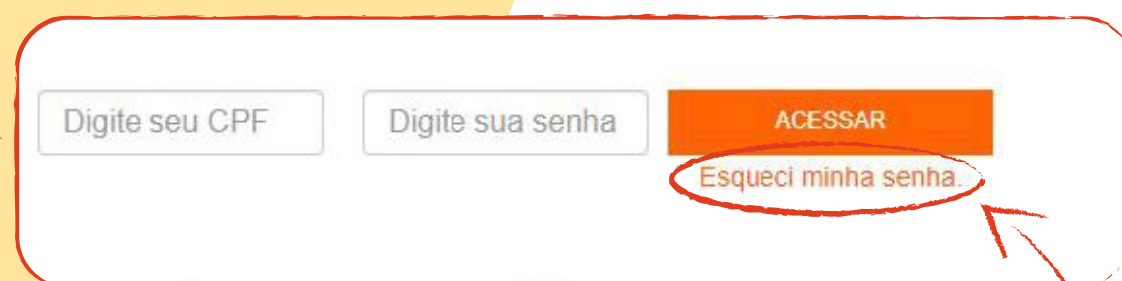 Digite seu CPF
Digite sua senha
ACESSAR
Esqueci minha senha.